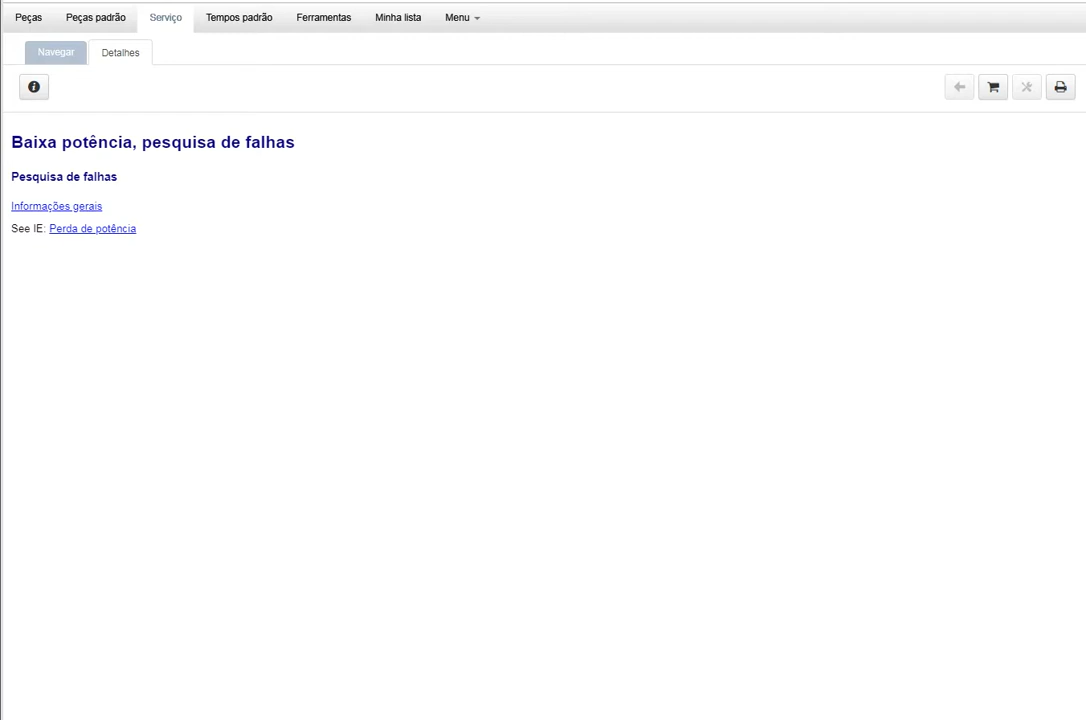 Peças Peças padrão Serviço Tempos padrão Ferramentas Minha lista Menu
Navegar Detalhes
Baixa potência, pesquisa de falhas
Pesquisa de falhas
Informações gerais
See IE: Perda de potência